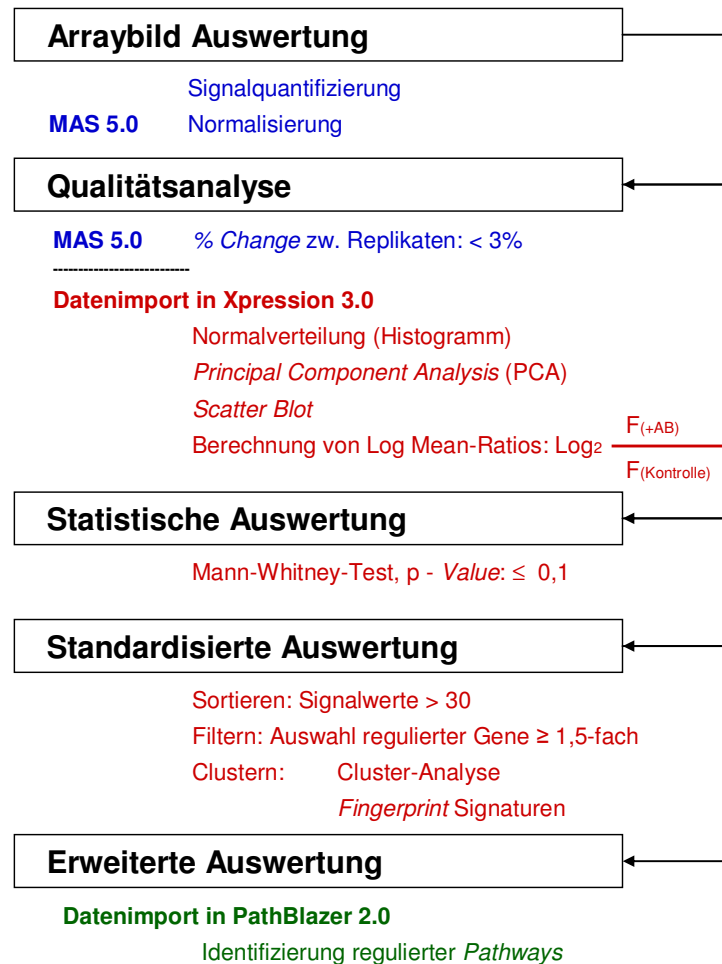 Arraybild Auswertung
Signalquantifizierung
MAS 5.0 Normalisierung
Qualitätsanalyse
MAS 5.0 % Change zw. Replikaten: < 3%
---------------------------
Datenimport in Xpression 3.0
Normalverteilung (Histogramm)
Principal Component Analysis (PCA)
Scatter Blot
Berechnung von Log Mean-Ratios: Log₂ F(+AB)
F(Kontrolle)
Statistische Auswertung
Mann-Whitney-Test, p - Value: ≤ 0,1
Standardisierte Auswertung
Sortieren: Signalwerte > 30
Filtern: Auswahl regulierter Gene ≥ 1,5-fach
Clustern: Cluster-Analyse
Fingerprint Signaturen
Erweiterte Auswertung
Datenimport in PathBlazer 2.0
Identifizierung regulierter Pathways